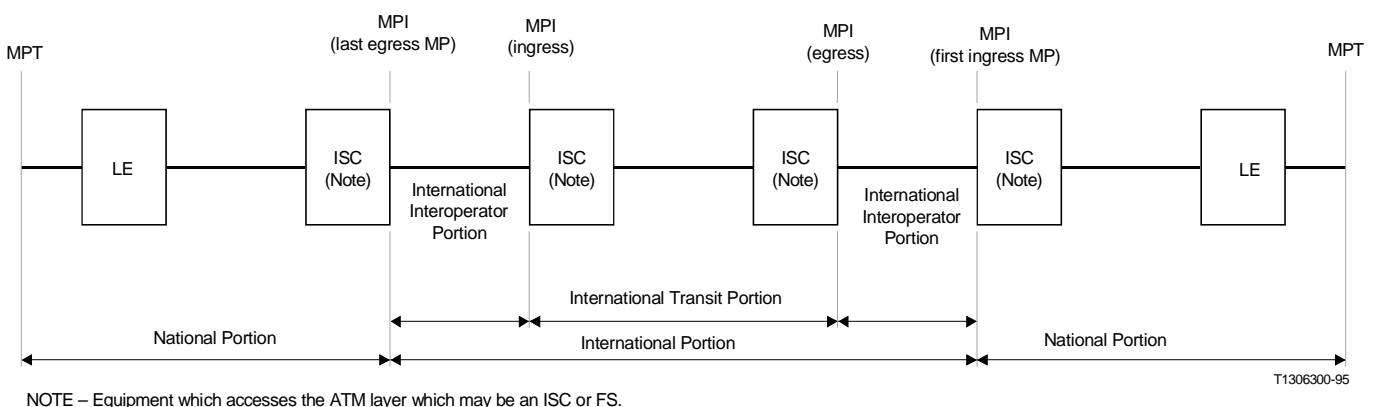 MPT
MPI
(last egress MP)
MPI
(ingress)
MPI
(egress)
MPI
(first ingress MP)
MPT
LE
ISC
(Note)
ISC
(Note)
ISC
(Note)
ISC
(Note)
LE
International
Interoperator
Portion
International
Interoperator
Portion
International Transit Portion
National Portion
International Portion
National Portion
T1306300-95
NOTE – Equipment which accesses the ATM layer which may be an ISC or FS.